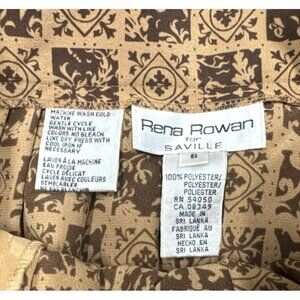 MACHINE WASH COLD
WATER
GENTLE CYCLE
WASH WITH LIKE
COLORS NO BLEACH.
LINE DRY. PRESS WITH
COOL IRON IF
NECESSARY
LAVER À LA MACHINE
EAU FROIDE
CYCLE DELICAT
LAVER AVEC COULEURS
SEMBLABLES
Rena Rowan
for
SAVILLE
6
100% POLYESTER/
POLYESTER/
POLIESTER
RN 54050
CA 08349
MADE IN
SRI LANKA
FABRIQUE AU
SRI LANKA
HECHO EN
SRI LANKA